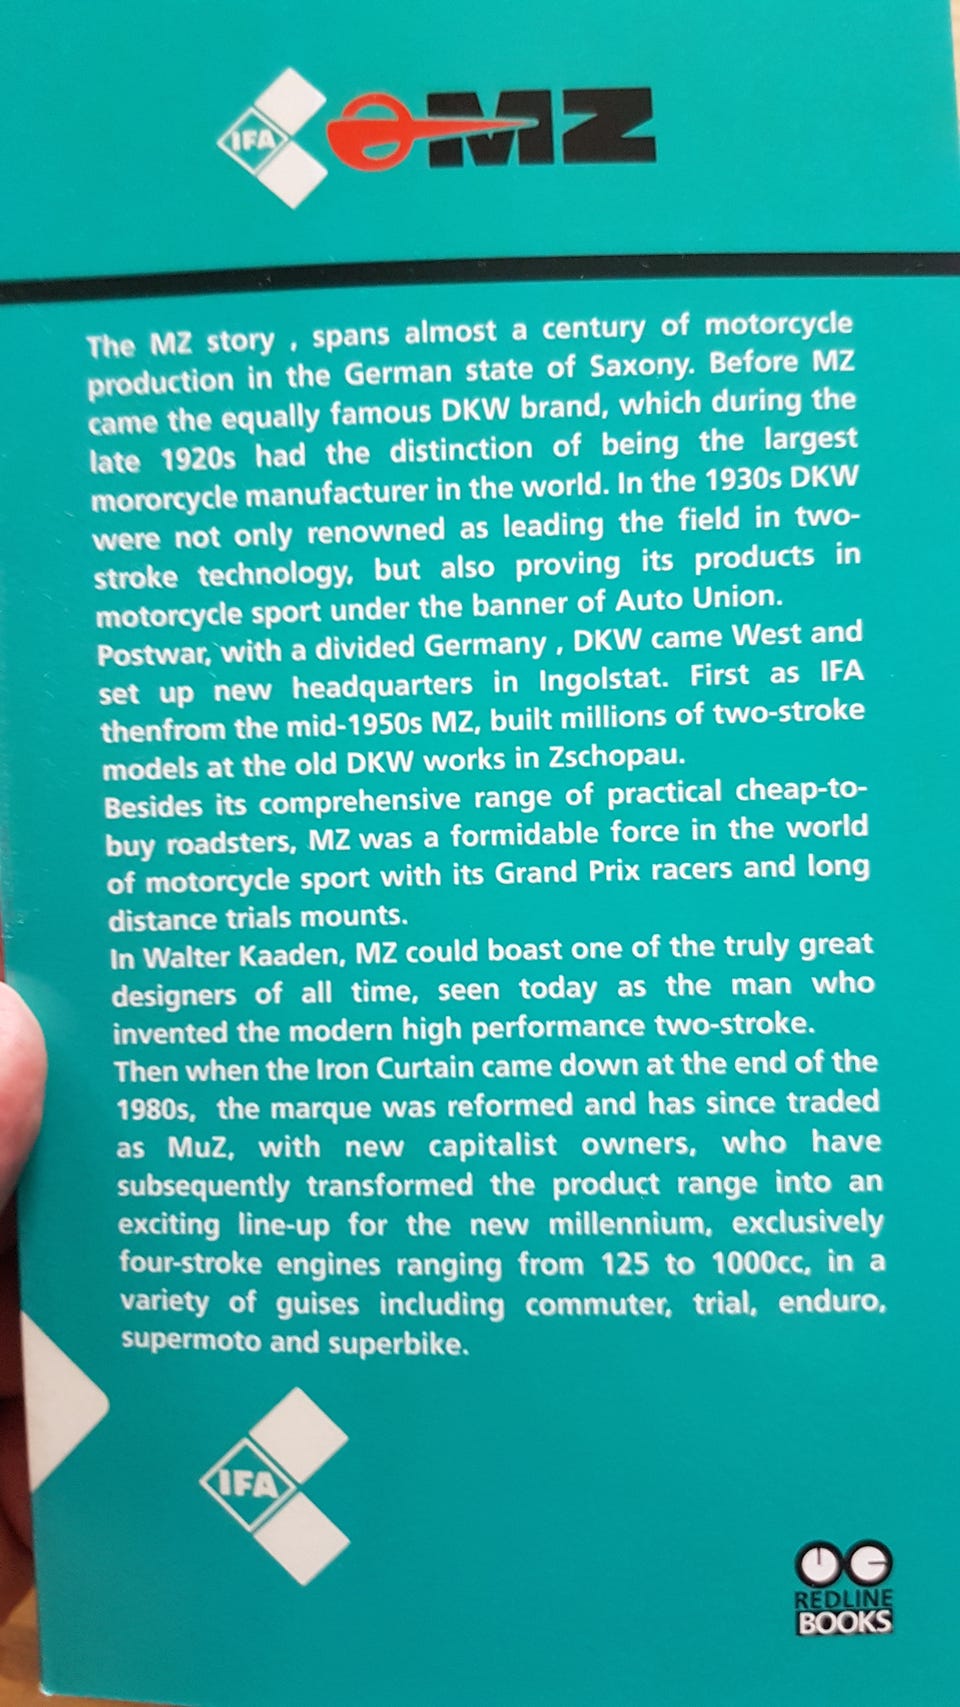 IFA MZ
The MZ story , spans almost a century of motorcycle
production in the German state of Saxony. Before MZ
came the equally famous DKW brand, which during the
late 1920s had the distinction of being the largest
mororcycle manufacturer in the world. In the 1930s DKW
were not only renowned as leading the field in two-
stroke technology, but also proving its products in
motorcycle sport under the banner of Auto Union.
Postwar, with a divided Germany , DKW came West and
set up new headquarters in Ingolstat. First as IFA
thenfrom the mid-1950s MZ, built millions of two-stroke
models at the old DKW works in Zschopau.
Besides its comprehensive range of practical cheap-to-
buy roadsters, MZ was a formidable force in the world
of motorcycle sport with its Grand Prix racers and long
distance trials mounts.
In Walter Kaaden, MZ could boast one of the truly great
designers of all time, seen today as the man who
invented the modern high performance two-stroke.
Then when the Iron Curtain came down at the end of the
1980s, the marque was reformed and has since traded
as MuZ, with new capitalist owners, who have
subsequently transformed the product range into an
exciting line-up for the new millennium, exclusively
four-stroke engines ranging from 125 to 1000cc, in a
variety of guises including commuter, trial, enduro,
supermoto and superbike.
IFA
REDLINE
BOOKS